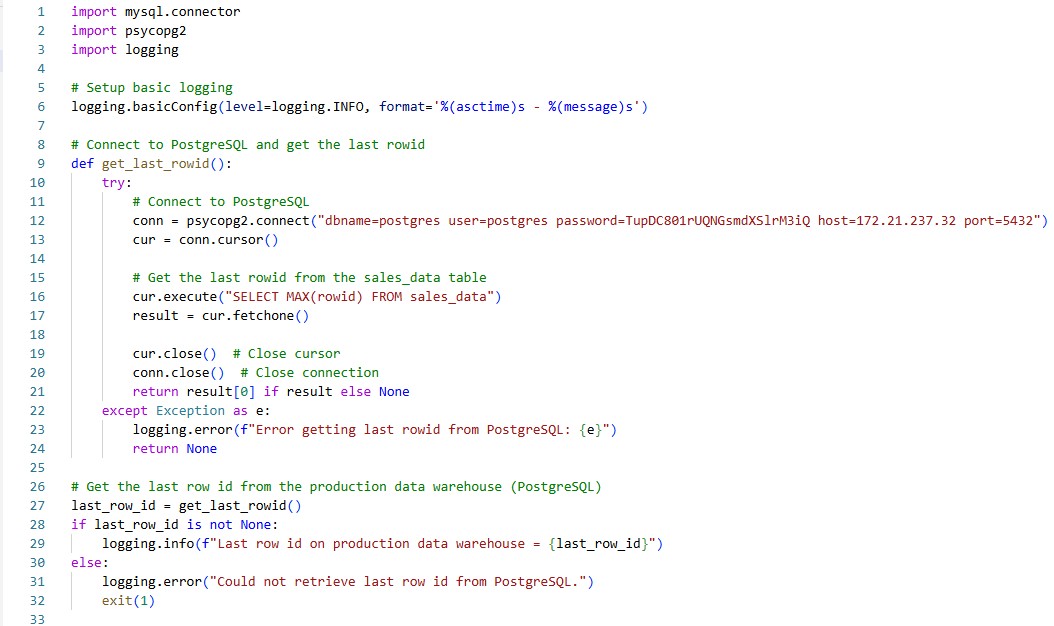 1 import mysql.connector
2 import psycopg2
3 import logging
4
5 # Setup basic logging
6 logging.basicConfig(level=logging.INFO, format='%(asctime)s - %(message)s')
7
8 # Connect to PostgreSQL and get the last rowid
9 def get_last_rowid():
10     try:
11         # Connect to PostgreSQL
12         conn = psycopg2.connect("dbname=postgres user=postgres password=TupDC801rUQNGsmdXSlrM3iQ host=172.21.237.32 port=5432")
13         cur = conn.cursor()
14
15         # Get the last rowid from the sales_data table
16         cur.execute("SELECT MAX(rowid) FROM sales_data")
17         result = cur.fetchone()
18
19         cur.close()  # Close cursor
20         conn.close()  # Close connection
21         return result[0] if result else None
22     except Exception as e:
23         logging.error(f"Error getting last rowid from PostgreSQL: {e}")
24         return None
25
26 # Get the last row id from the production data warehouse (PostgreSQL)
27 last_row_id = get_last_rowid()
28 if last_row_id is not None:
29     logging.info(f"Last row id on production data warehouse = {last_row_id}")
30 else:
31     logging.error("Could not retrieve last row id from PostgreSQL.")
32     exit(1)
33